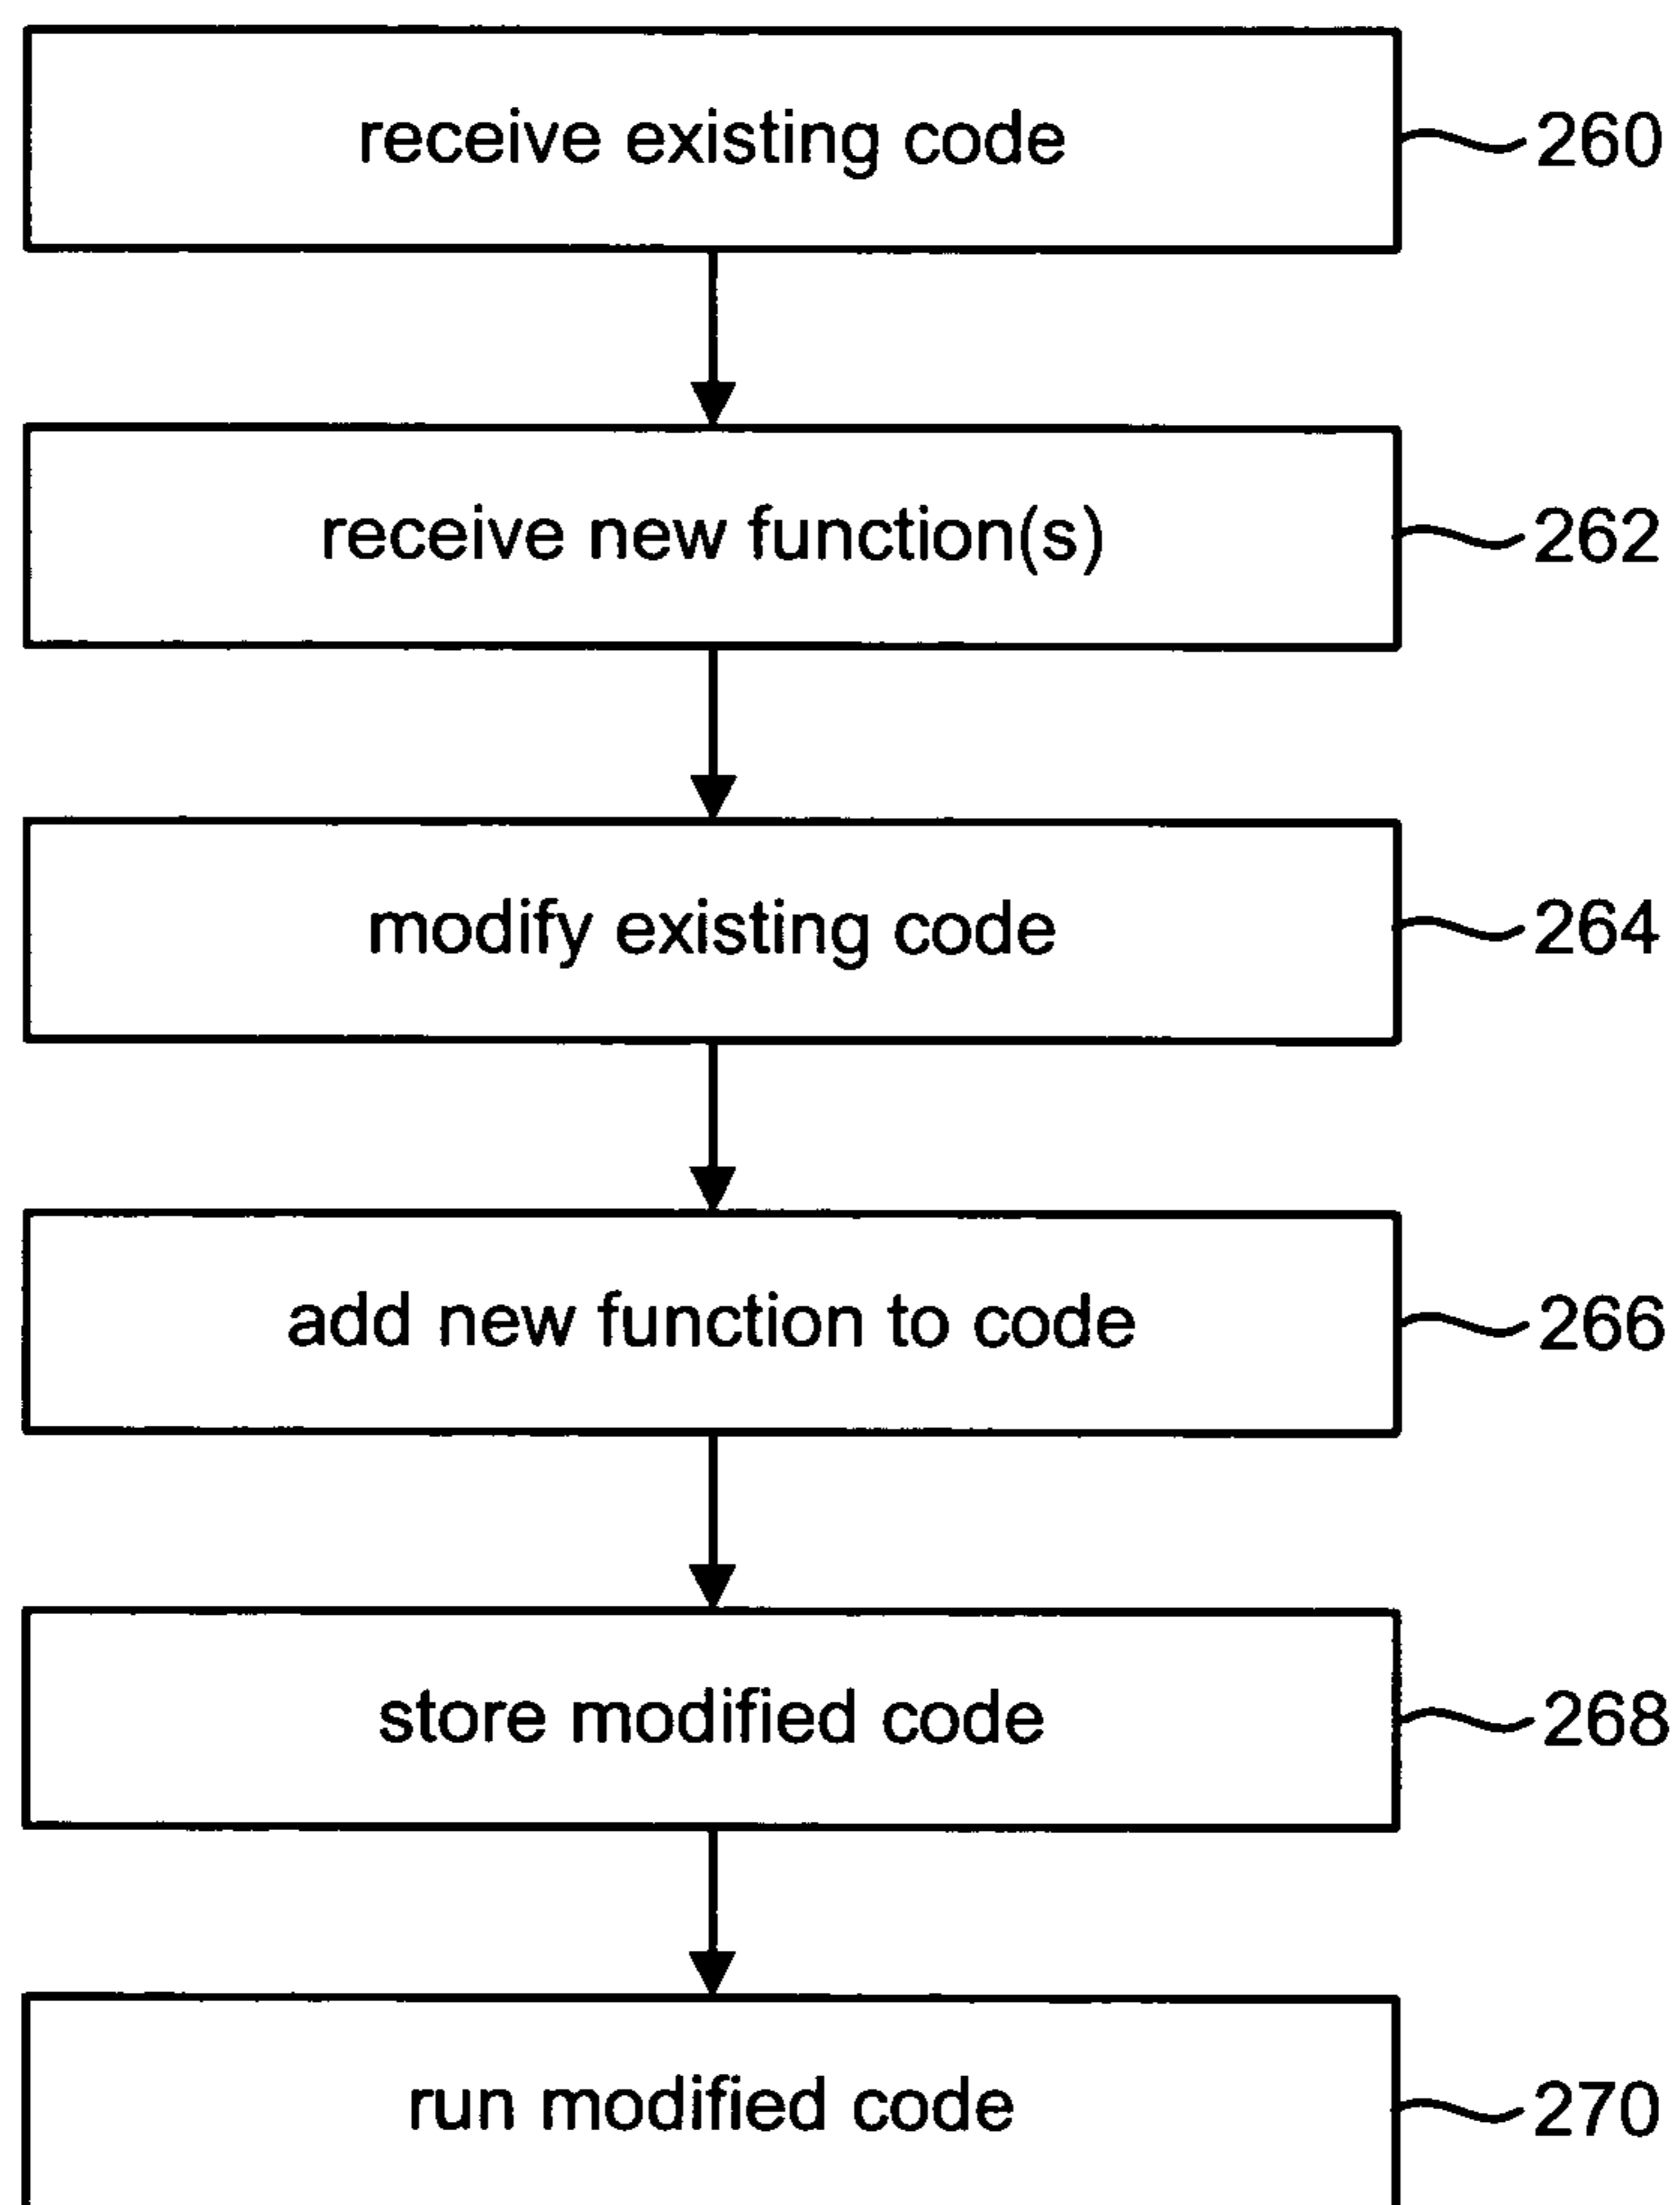 receive existing code
260
receive new function(s)
262
modify existing code
264
add new function to code
266
store modified code
268
run modified code
270